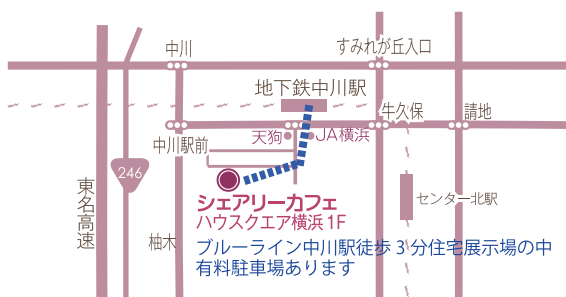 中川
すみれが丘入口
地下鉄中川駅
牛久保
請地
天狗
JA横浜
中川駅前
246
東名高速
シェアリーカフェ
ハウスクエア横浜1F
センター北駅
柚木
ブルーライン中川駅徒歩3分住宅展示場の中
有料駐車場あります